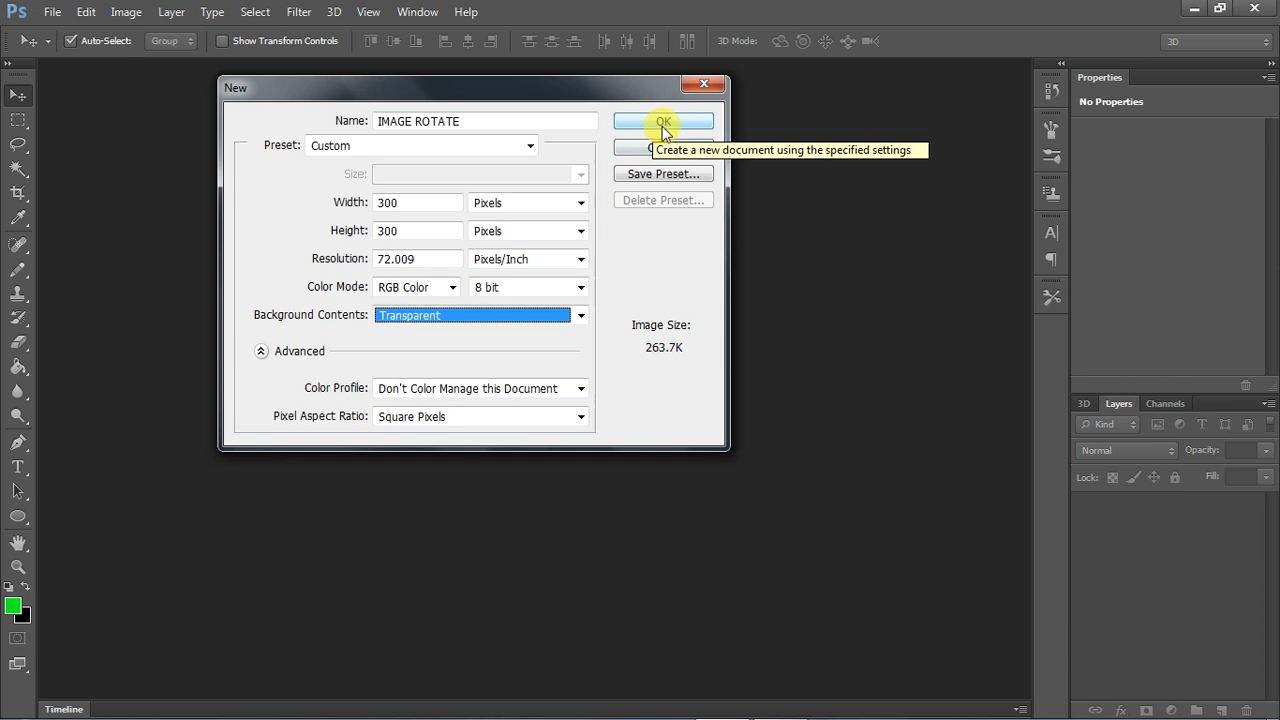 Ps File Edit Image Layer Type Select Filter 3D View Window Help
Auto-Select: Group Show Transform Controls 3D Mode: 3D
New
Name: IMAGE ROTATE OK
Create a new document using the specified settings
Preset: Custom
Size:
Save Preset...
Width: 300 Pixels
Delete Preset...
Height: 300 Pixels
Resolution: 72.009 Pixels/Inch
Color Mode: RGB Color 8 bit
Background Contents: Transparent
Image Size:
263.7K
Advanced
Color Profile: Don't Color Manage this Document
Pixel Aspect Ratio: Square Pixels
Properties
No Properties
3D Layers Channels
Kind
Normal Opacity:
Lock: Fill:
Timeline